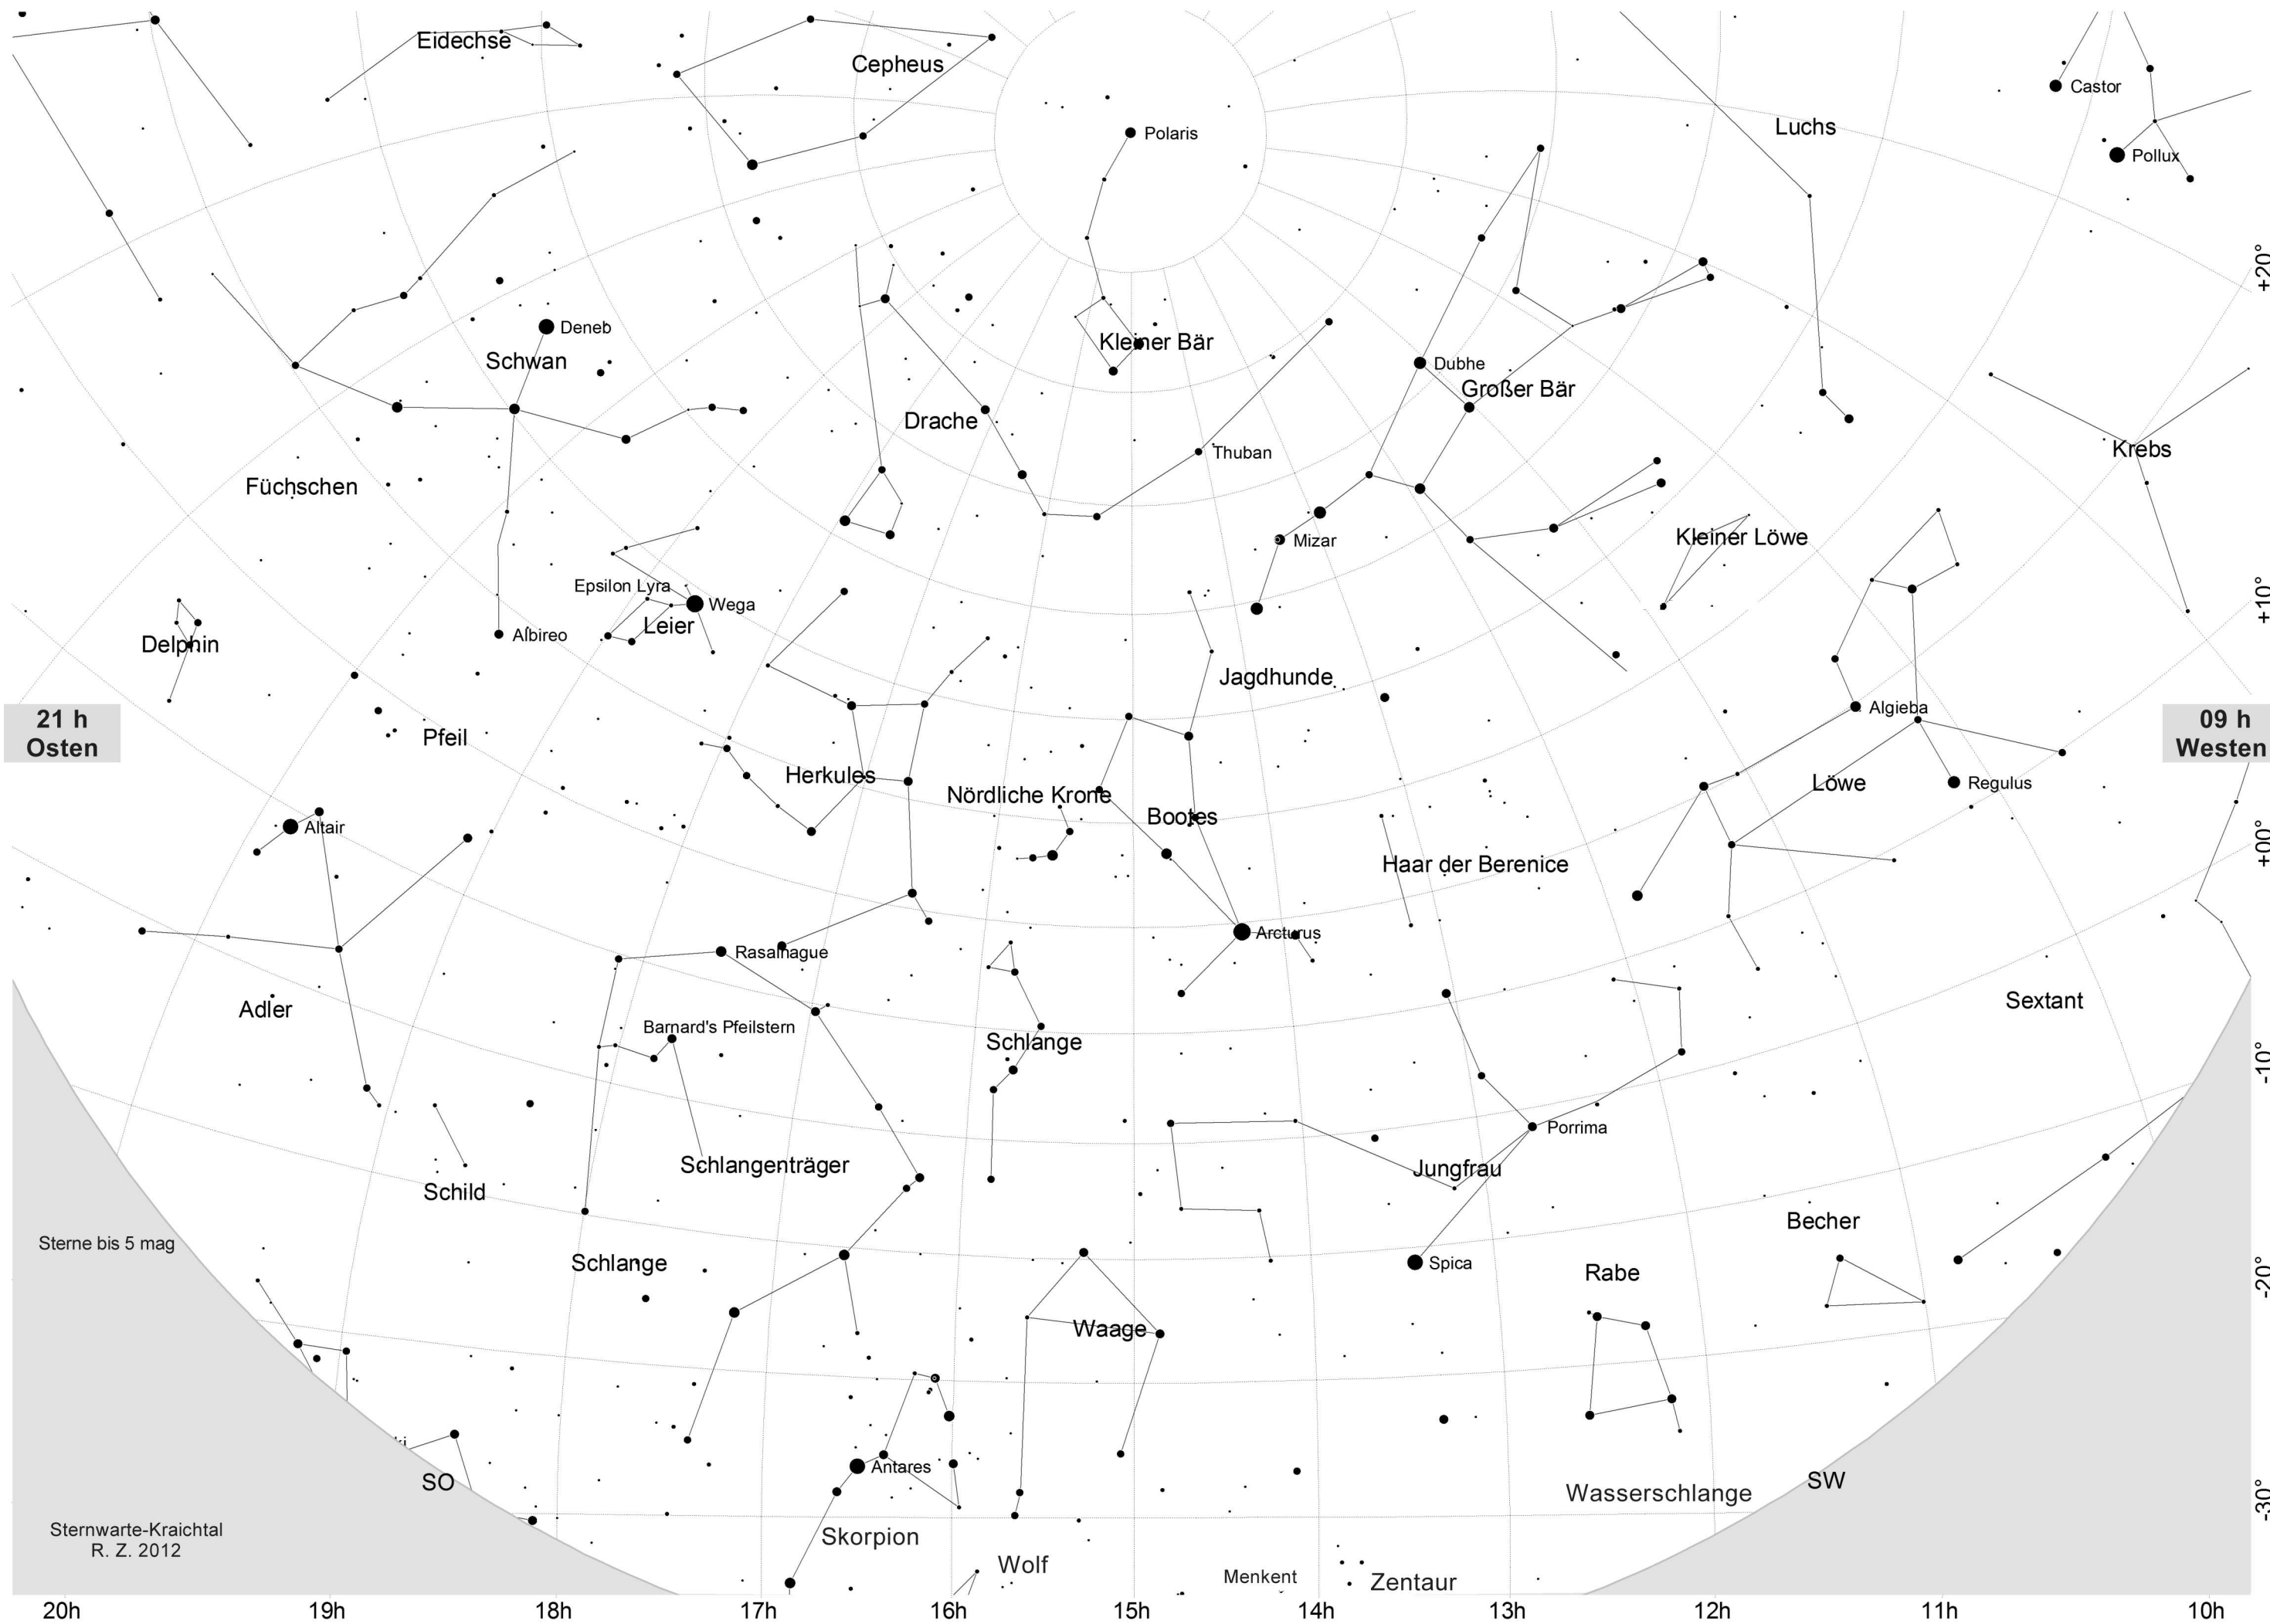 Eidechse
Cepheus
Castor
Luchs
Polaris
Pollux
+20°
Deneb
Kleiner Bär
Schwan
Dubhe
Großer Bär
Drache
Thuban
Krebs
Füchschen
Kleiner Löwe
Mizar
Epsilon Lyra
Wega
+10°
Leier
Albireo
Delphin
Jagdhunde
Algieba
21 h
Osten
09 h
Westen
Pfeil
Herkules
Nördliche Krone
Löwe
Regulus
Bootes
Altair
+00°
Haar der Berenice
Arcturus
Rasalhague
Adler
Sextant
Barnard's Pfeilstern
Schlange
-10°
Porrima
Schlangenträger
Jungfrau
Schild
Becher
Sterne bis 5 mag
Schlange
Spica
Rabe
-20°
Waage
Antares
SO
SW
Wasserschlange
-30°
Sternwarte-Kraichtal
R. Z. 2012
Skorpion
Wolf
Menkent
Zentaur
20h 19h 18h 17h 16h 15h 14h 13h 12h 11h 10h